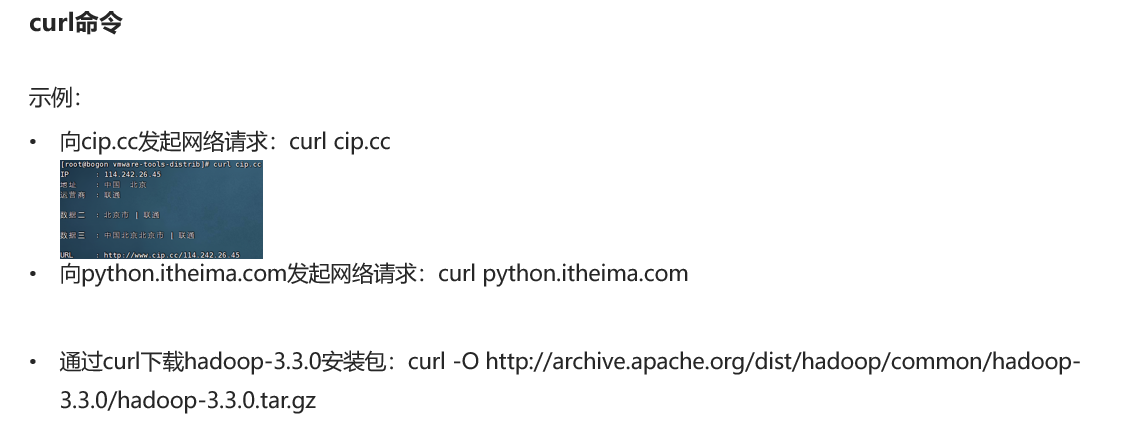 curl命令
示例：
• 向cip.cc发起网络请求：curl cip.cc
[root@bogon vmware-tools-distrib]# curl cip.cc
IP : 114.242.26.45
地址 : 中国 北京
运营商 : 联通
数据二 : 北京市 | 联通
数据三 : 中国北京北京市 | 联通
URL : http://www.cip.cc/114.242.26.45
• 向python.itheima.com发起网络请求：curl python.itheima.com
• 通过curl下载hadoop-3.3.0安装包：curl -O http://archive.apache.org/dist/hadoop/common/hadoop-
3.3.0/hadoop-3.3.0.tar.gz